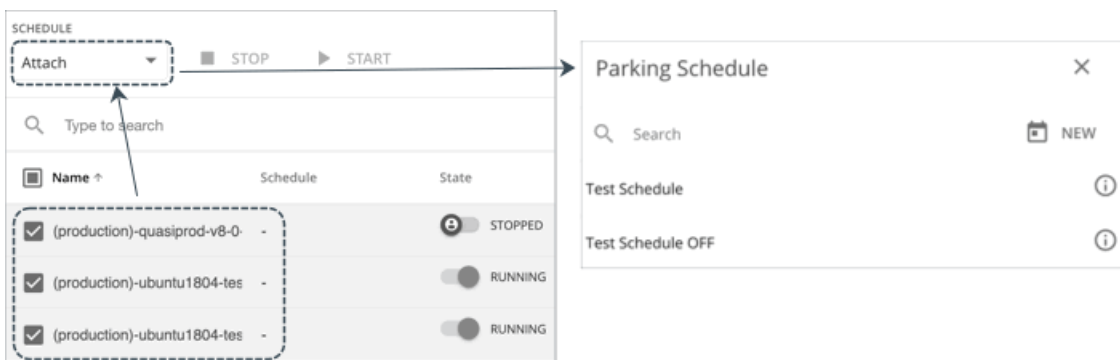 SCHEDULE
Attach
STOP
START
Type to search
Name ↑
Schedule
State
(production)-quasiprod-v8-0- -
STOPPED
(production)-ubuntu1804-tes -
RUNNING
(production)-ubuntu1804-tes -
RUNNING
Parking Schedule
Search
NEW
Test Schedule
Test Schedule OFF